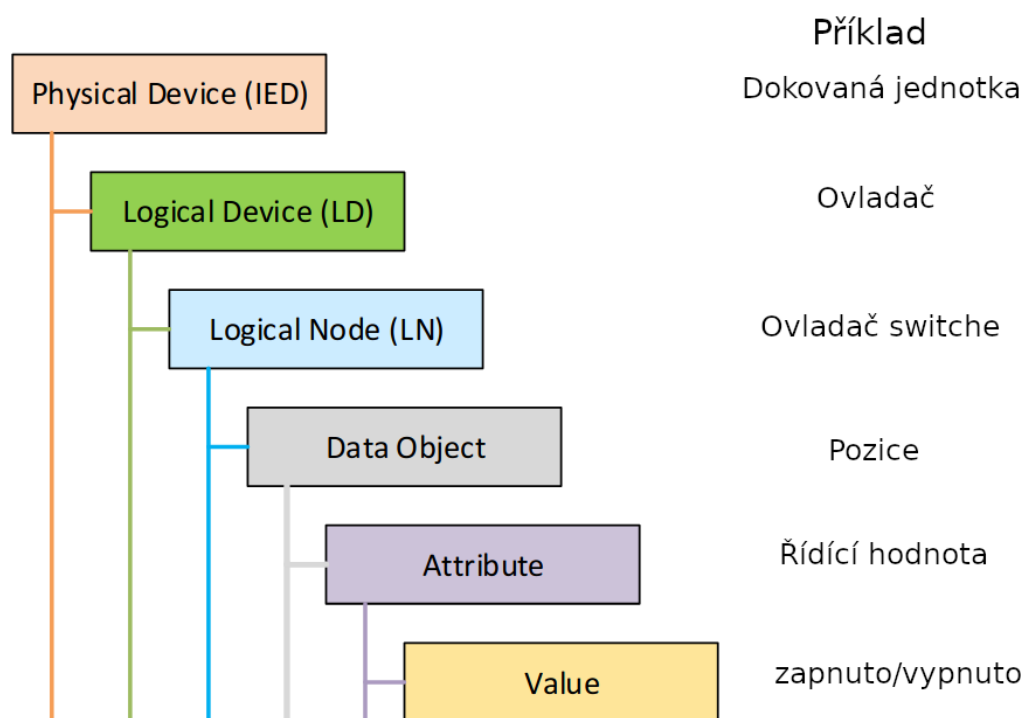 Příklad
Physical Device (IED)
Dokovaná jednotka
Logical Device (LD)
Ovladač
Logical Node (LN)
Ovladač switche
Data Object
Pozice
Attribute
Řídící hodnota
Value
zapnuto/vypnuto